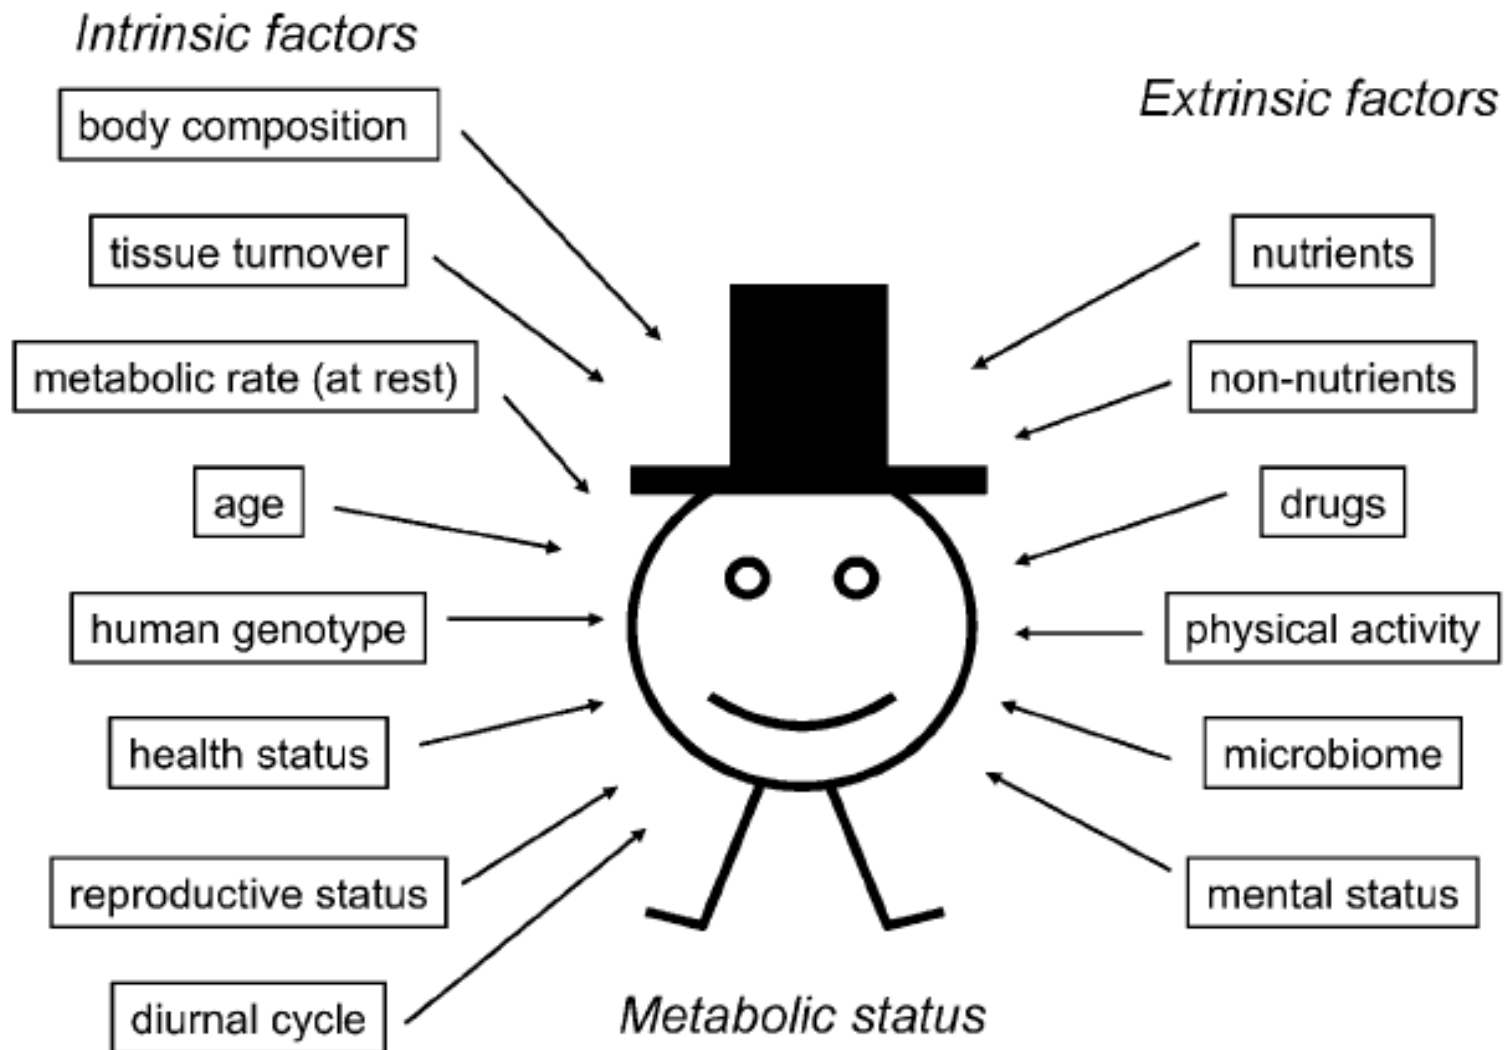 Intrinsic factors
body composition
tissue turnover
metabolic rate (at rest)
age
human genotype
health status
reproductive status
diurnal cycle
Extrinsic factors
nutrients
non-nutrients
drugs
physical activity
microbiome
mental status
Metabolic status